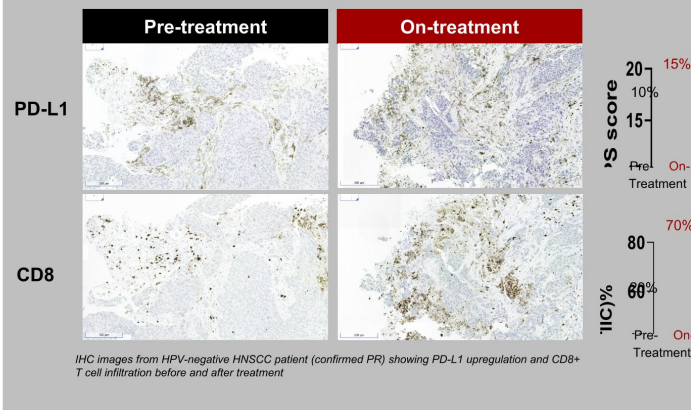 Pre-treatment
On-treatment
PD-L1
CD8
20
15%
10%
15
S score
Pre-
On-
Treatment
70%
80
60
IIC)%
Pre-
On
Treatment
IHC images from HPV-negative HNSCC patient (confirmed PR) showing PD-L1 upregulation and CD8+
T cell infiltration before and after treatment